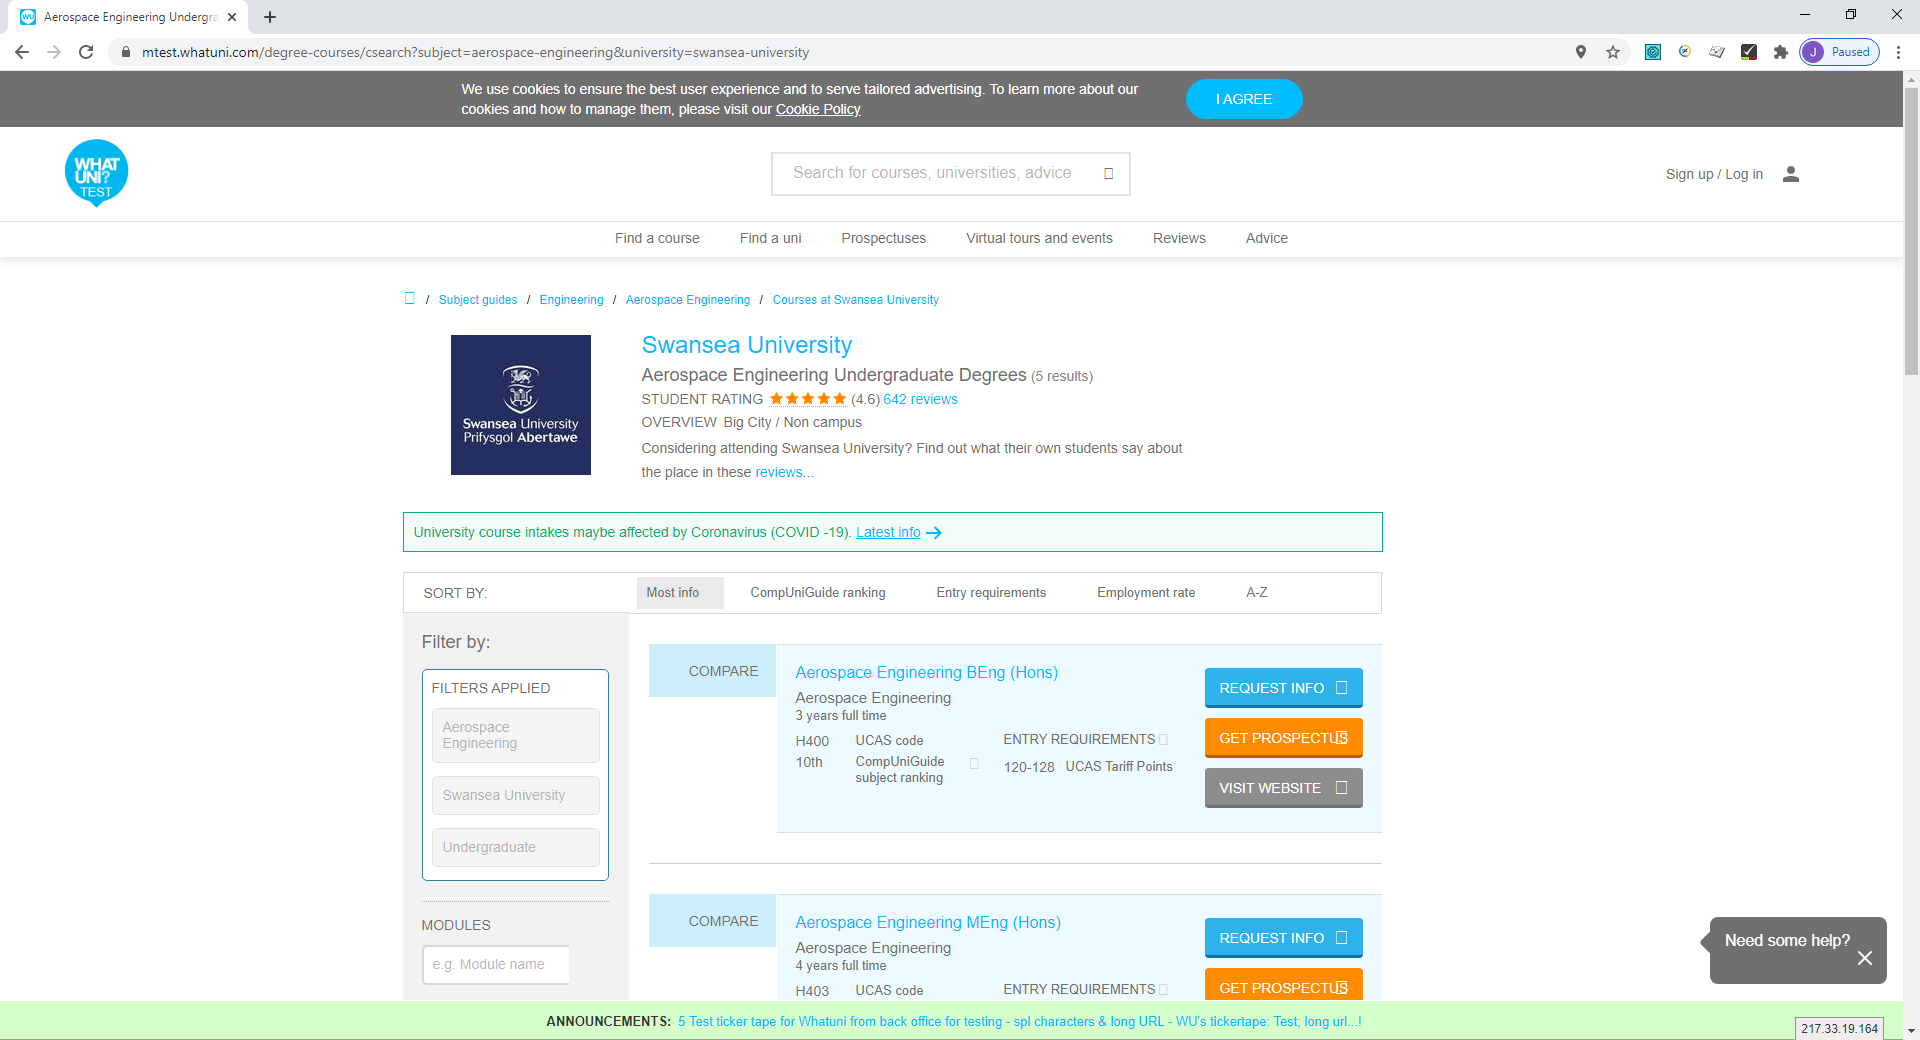 Aerospace Engineering Undergra
mtest.whatuni.com/degree-courses/csearch?subject=aerospace-engineering&university=swansea-university
J Paused
We use cookies to ensure the best user experience and to serve tailored advertising. To learn more about our
cookies and how to manage them, please visit our Cookie Policy
I AGREE
WHAT
UNI?
TEST
Search for courses, universities, advice
Sign up / Log in
Find a course Find a uni Prospectuses Virtual tours and events Reviews Advice
/ Subject guides / Engineering / Aerospace Engineering / Courses at Swansea University
Swansea University
Prifysgol Abertawe
Swansea University
Aerospace Engineering Undergraduate Degrees (5 results)
STUDENT RATING (4.6) 642 reviews
OVERVIEW Big City / Non campus
Considering attending Swansea University? Find out what their own students say about
the place in these reviews...
University course intakes maybe affected by Coronavirus (COVID -19). Latest info
SORT BY: Most info CompUniGuide ranking Entry requirements Employment rate A-Z
Filter by:
FILTERS APPLIED
Aerospace
Engineering
Swansea University
Undergraduate
MODULES
e.g. Module name
COMPARE
Aerospace Engineering BEng (Hons)
Aerospace Engineering
3 years full time
H400 UCAS code
10th CompUniGuide
subject ranking
ENTRY REQUIREMENTS
120-128 UCAS Tariff Points
REQUEST INFO
GET PROSPECTUS
VISIT WEBSITE
COMPARE
Aerospace Engineering MEng (Hons)
Aerospace Engineering
4 years full time
H403 UCAS code
ENTRY REQUIREMENTS
REQUEST INFO
GET PROSPECTUS
Need some help?
ANNOUNCEMENTS: 5 Test ticker tape for Whatuni from back office for testing - spl characters & long URL - WU's tickertape: Test; long url...!
217.33.19.164